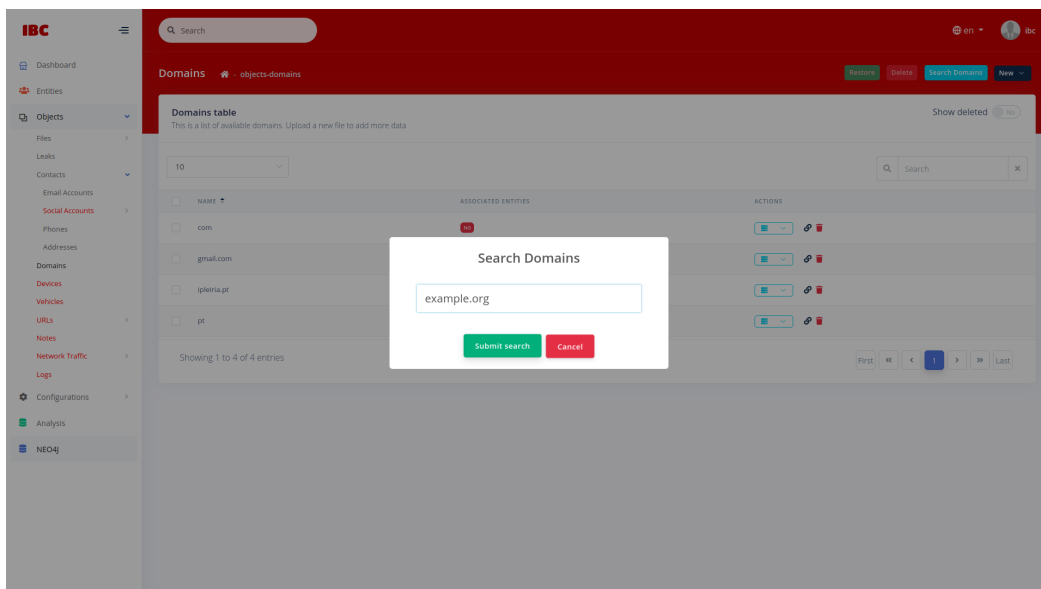 IBC
Search
en
ibc
Dashboard
Entities
Objects
Files
Leaks
Contacts
Email Accounts
Social Accounts
Phones
Addresses
Domains
Devices
Vehicles
URLs
Notes
Network Traffic
Logs
Configurations
Analysis
NEO4J
Domains - objects-domains
Restore Delete Search Domains New
Domains table
This is a list of available domains. Upload a new file to add more data
Show deleted No
10
Search
NAME ASSOCIATED ENTITIES ACTIONS
com NO
gmail.com
ipleiria.pt
pt
Showing 1 to 4 of 4 entries
First « < 1 > » Last
Search Domains
example.org
Submit search Cancel